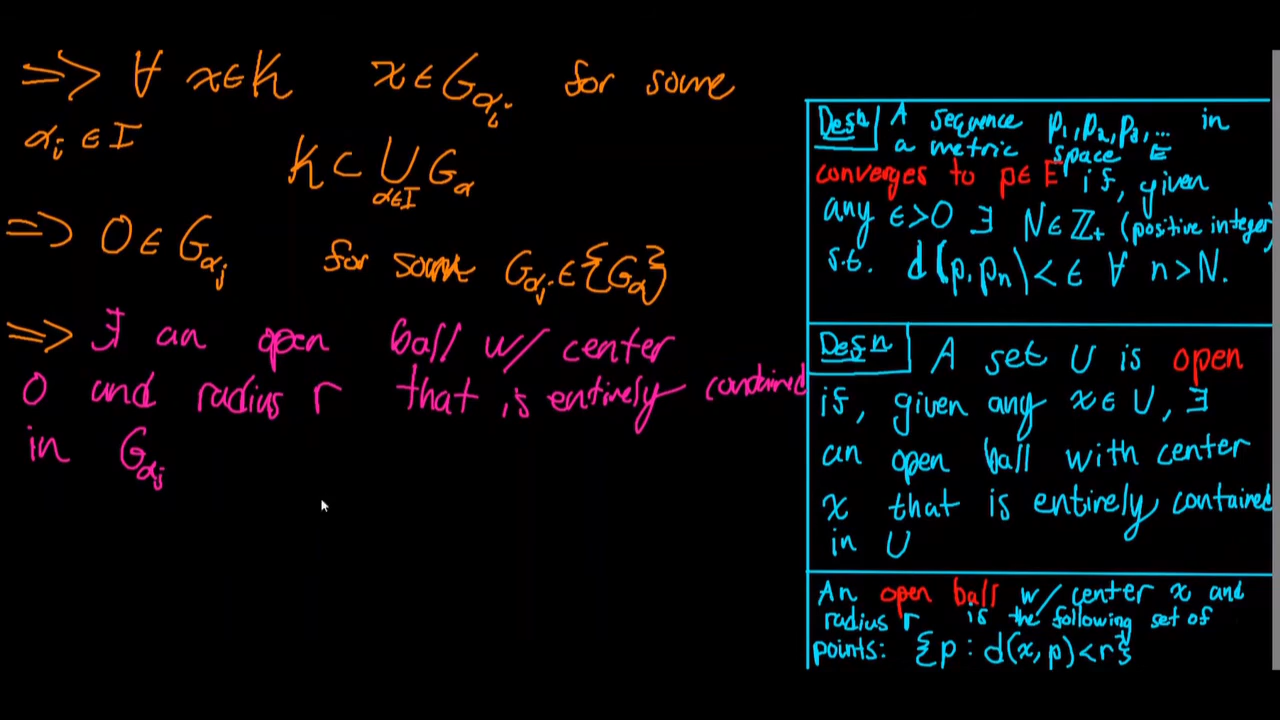 ⇒ ∀ x∈K x∈G_{α_i} for some
α_i ∈ I
K ⊂ ⋃_{α∈I} G_α
⇒ 0 ∈ G_{α_j} for some G_{α_j} ∈ {G_α}
⇒ ∃ an open ball w/ center
0 and radius r that is entirely contained
in G_{α_j}
Defn A sequence p₁, p₂, p₃, ... in
a metric space E
converges to p∈E if, given
any ε>0 ∃ N∈ℤ₊ (positive integer)
s.t. d(p, pₙ) < ε ∀ n>N.
Defn A set U is open
if, given any x∈U, ∃
an open ball with center
x that is entirely contained
in U
An open ball w/ center x and
radius r is the following set of
points: {p : d(x, p) < r}